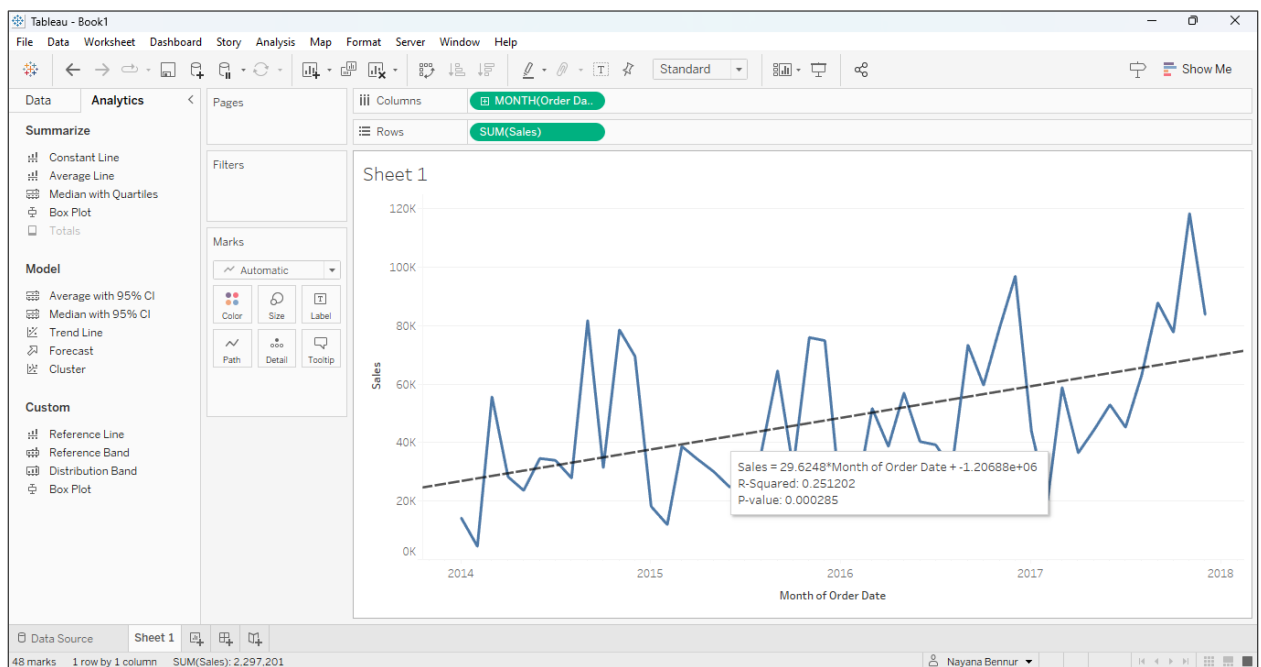 Tableau - Book1
File Data Worksheet Dashboard Story Analysis Map Format Server Window Help
Standard
Show Me
Data Analytics
Summarize
Constant Line
Average Line
Median with Quartiles
Box Plot
Totals
Model
Average with 95% CI
Median with 95% CI
Trend Line
Forecast
Cluster
Custom
Reference Line
Reference Band
Distribution Band
Box Plot
Pages
Filters
Marks
Automatic
Color Size Label
Path Detail Tooltip
Columns MONTH(Order Da..
Rows SUM(Sales)
Sheet 1
120K
100K
80K
60K
40K
20K
0K
Sales
Sales = 29.6248*Month of Order Date + -1.20688e+06
R-Squared: 0.251202
P-value: 0.000285
2014 2015 2016 2017 2018
Month of Order Date
Data Source Sheet 1
48 marks 1 row by 1 column SUM(Sales): 2,297,201
Nayana Bennur